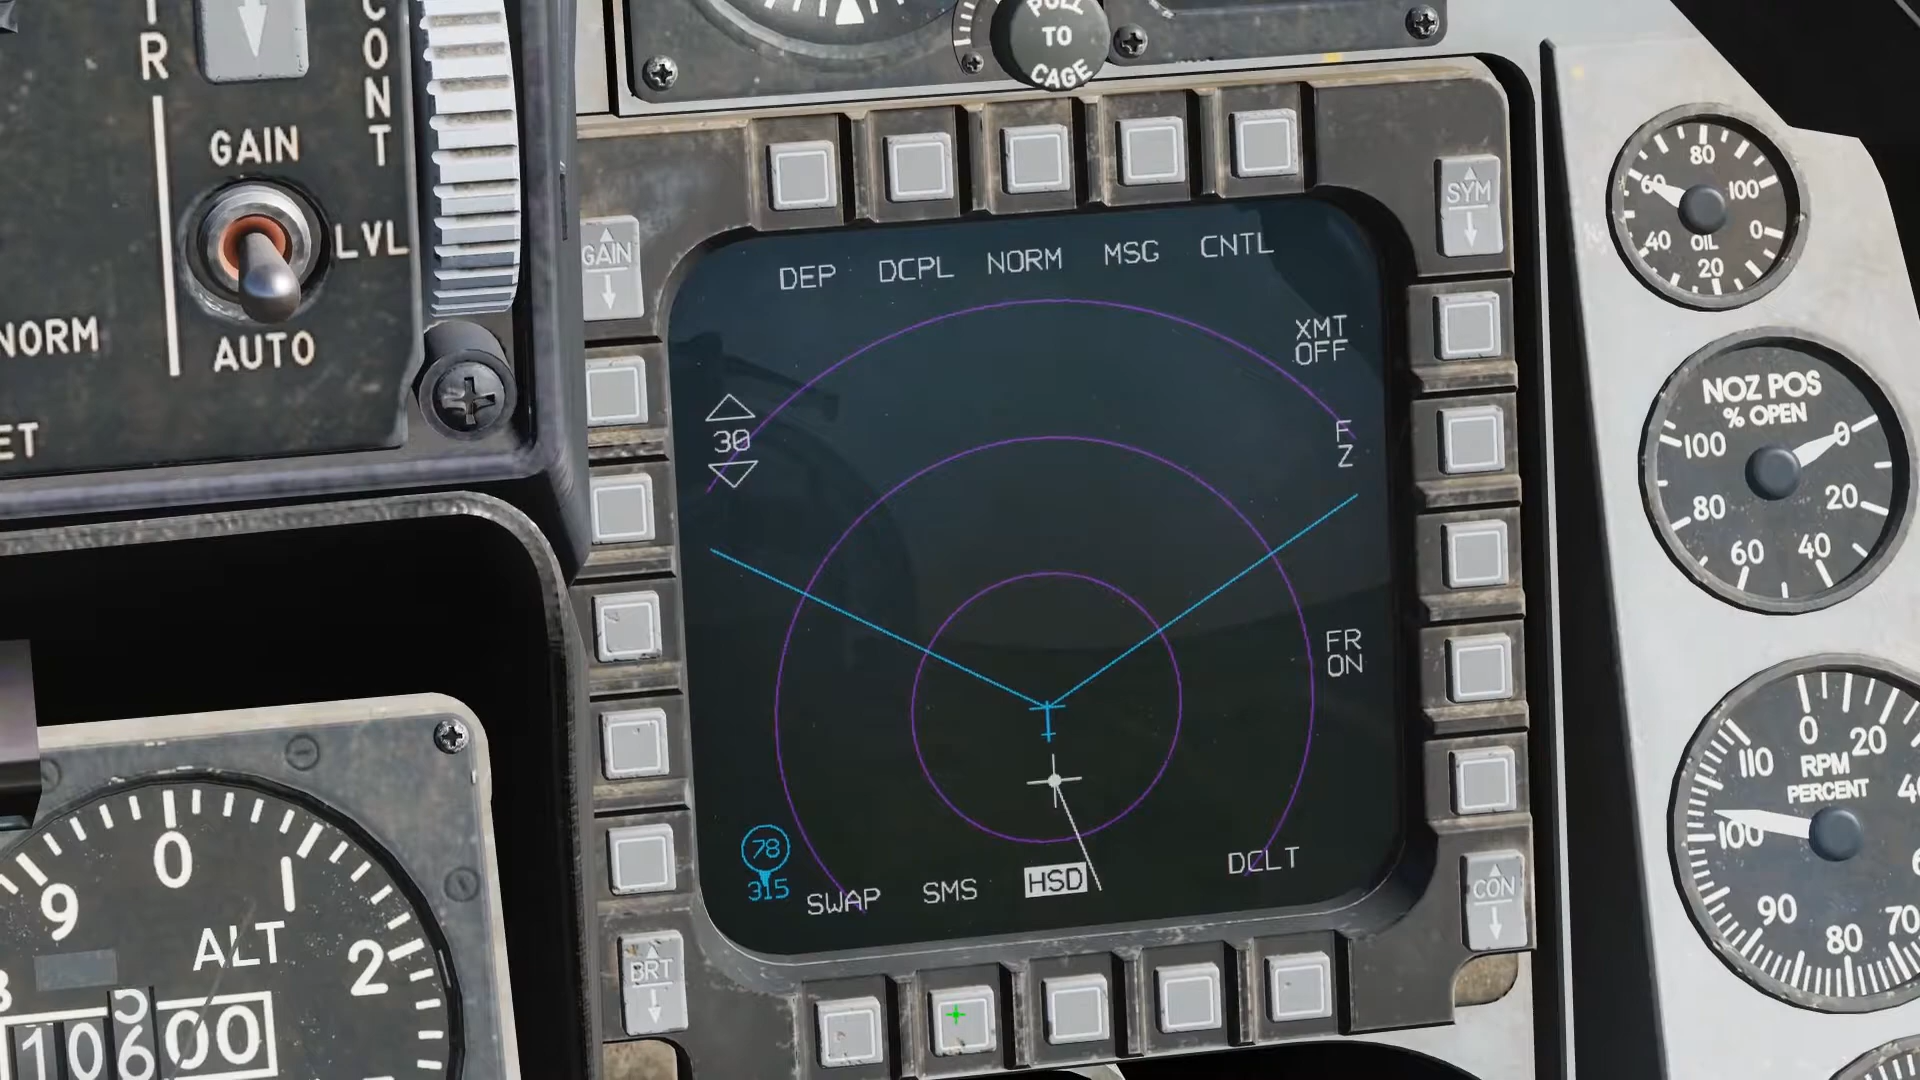 PULL
TO
CAGE
R
CONT
GAIN
LVL
NORM
AUTO
ET
GAIN
SYM
DEP DCPL NORM MSG CNTL
XMT
OFF
30
F
Z
FR
ON
78
315
SWAP SMS HSD DCLT
BRT
CON
80
60 100
40 OIL 0
20
NOZ POS
% OPEN
100 0
80 20
60 40
0 20
110 RPM
PERCENT
100
90
80 70
0
9
ALT
2
00